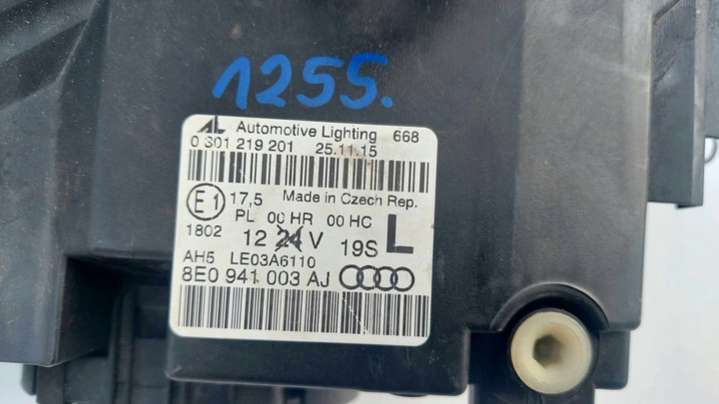 1255.
AL Automotive Lighting 668
0 301 219 201 25.11.15
E1 17,5 Made in Czech Rep.
PL 00 HR 00 HC
1802 12 24 V 19S L
AH5 LE03A6110
8E0 941 003 AJ